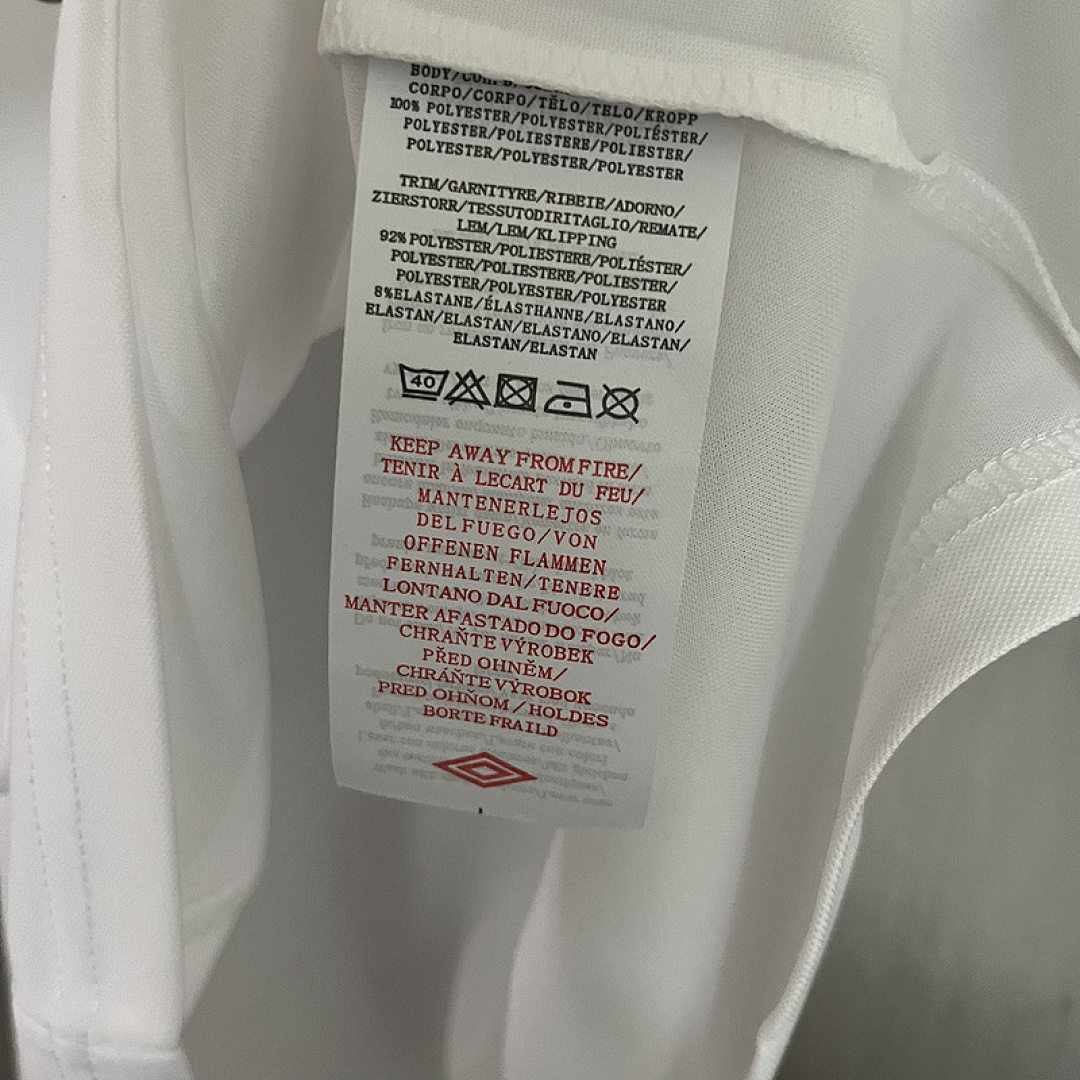 BODY/
CORPO/CORPO/TĚLO/TELO/KROPP
100% POLYESTER/POLYESTER/POLIÉSTER/
POLYESTER/POLIESTERE/POLIESTER/
POLYESTER/POLYESTER/POLYESTER
TRIM/GARNITYRE/RIBEIE/ADORNO/
ZIERSTORR/TESSUTODIRITAGLIO/REMATE/
LEM/LEM/KLIPPING
92% POLYESTER/POLIESTERE/POLIÉSTER/
POLYESTER/POLIESTERE/POLIESTER/
POLYESTER/POLYESTER/POLYESTER
8%ELASTANE/ÉLASTHANNE/ELASTANO/
ELASTAN/ELASTAN/ELASTANO/ELASTAN/
ELASTAN/ELASTAN
40
KEEP AWAY FROM FIRE/
TENIR À LECART DU FEU/
MANTENERLEJOS
DEL FUEGO/VON
OFFENEN FLAMMEN
FERNHALTEN/TENERE
LONTANO DAL FUOCO/
MANTER AFASTADO DO FOGO/
CHRAŇTE VÝROBEK
PŘED OHNĚM/
CHRÁŇTE VÝROBOK
PRED OHŇOM/HOLDES
BORTE FRAILD